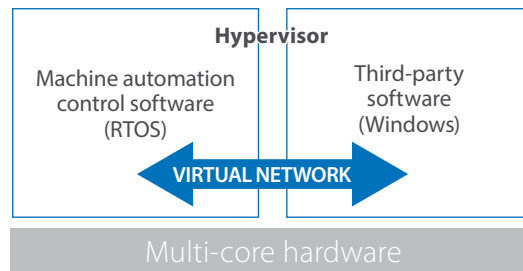 Hypervisor
Machine automation
control software
(RTOS)
Third-party
software
(Windows)
VIRTUAL NETWORK
Multi-core hardware